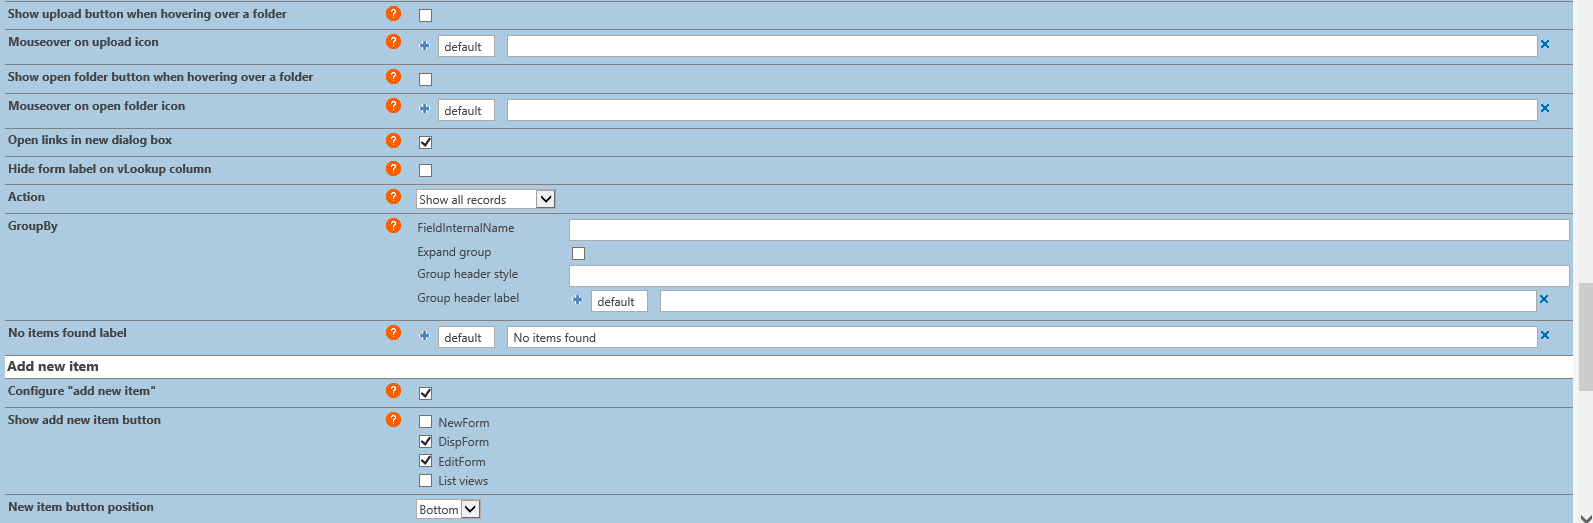 Show upload button when hovering over a folder ?
Mouseover on upload icon ? + default
Show open folder button when hovering over a folder ?
Mouseover on open folder icon ? + default
Open links in new dialog box ?
Hide form label on vLookup column ?
Action ? Show all records
GroupBy ? FieldInternalName
Expand group
Group header style
Group header label + default
No items found label ? + default No items found
Add new item
Configure "add new item" ?
Show add new item button ? NewForm
DispForm
EditForm
List views
New item button position Bottom